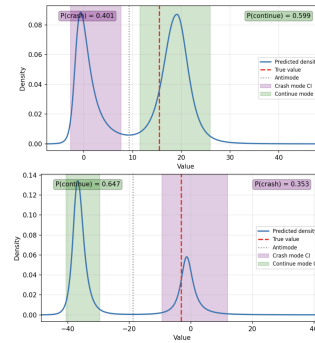 P(crash) = 0.401
P(continue) = 0.599
0.08
0.06
0.04
0.02
0.00
Density
Predicted density
True value
Antimode
Crash mode CI
Continue mode CI
0
10
20
30
40
Value
P(continue) = 0.647
P(crash) = 0.353
0.14
0.12
0.10
0.08
0.06
0.04
0.02
0.00
Density
Predicted density
True value
Antimode
Crash mode CI
Continue mode
−40
−20
0
20
Value